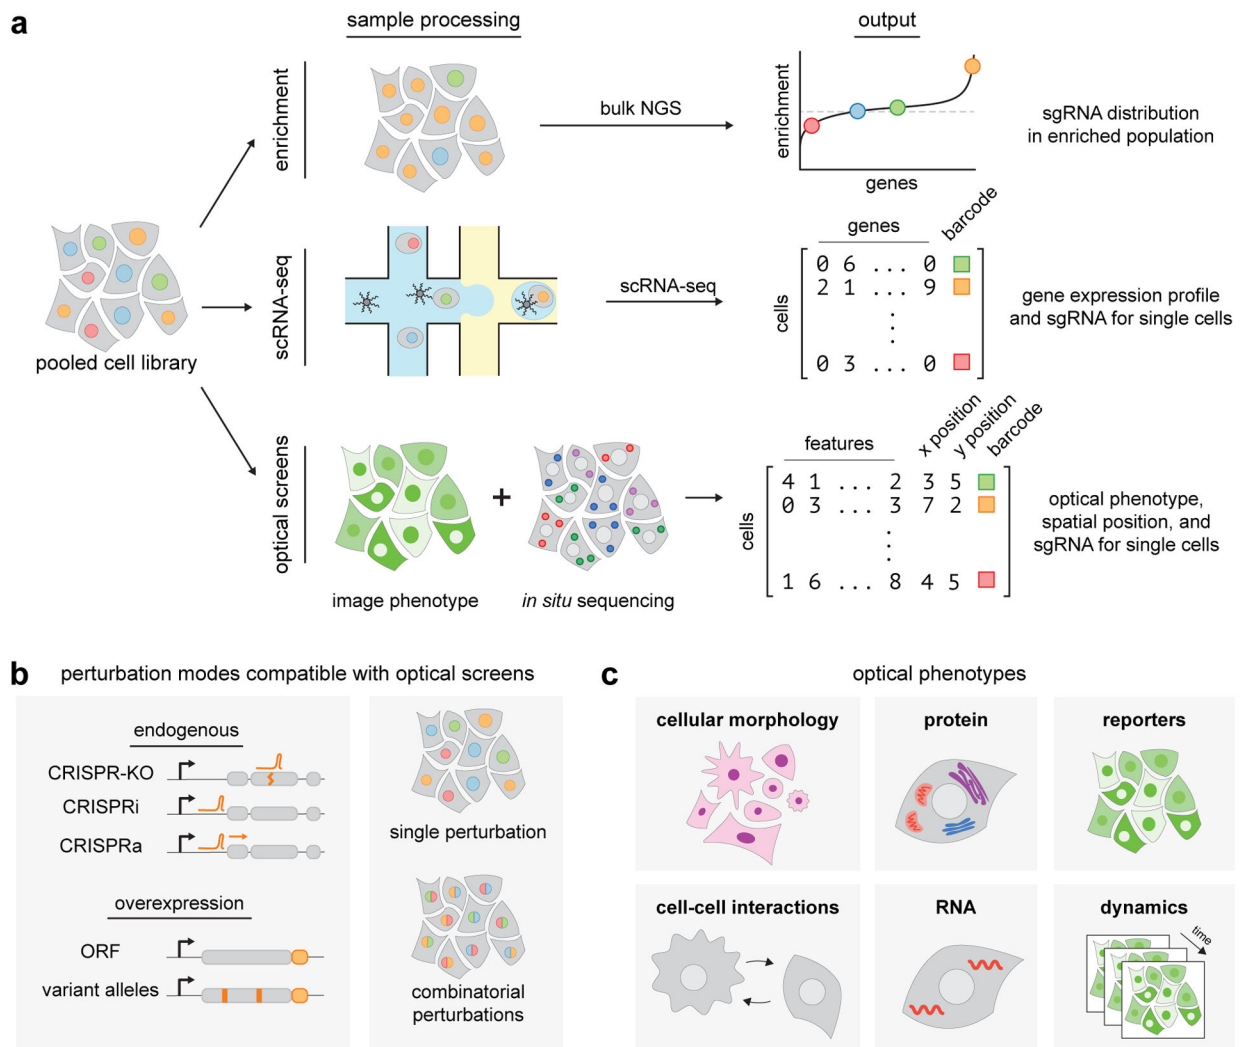 a
sample processing
output
enrichment
bulk NGS
enrichment
genes
sgRNA distribution
in enriched population
pooled cell library
scRNA-seq
scRNA-seq
genes
barcode
cells
0 6 ... 0
2 1 ... 9
0 3 ... 0
gene expression profile
and sgRNA for single cells
optical screens
image phenotype
+
in situ sequencing
features
x position
y position
barcode
cells
4 1 ... 2 3 5
0 3 ... 3 7 2
1 6 ... 8 4 5
optical phenotype,
spatial position, and
sgRNA for single cells
b
perturbation modes compatible with optical screens
endogenous
CRISPR-KO
CRISPRi
CRISPRa
overexpression
ORF
variant alleles
single perturbation
combinatorial
perturbations
c
optical phenotypes
cellular morphology
protein
reporters
cell-cell interactions
RNA
dynamics
time